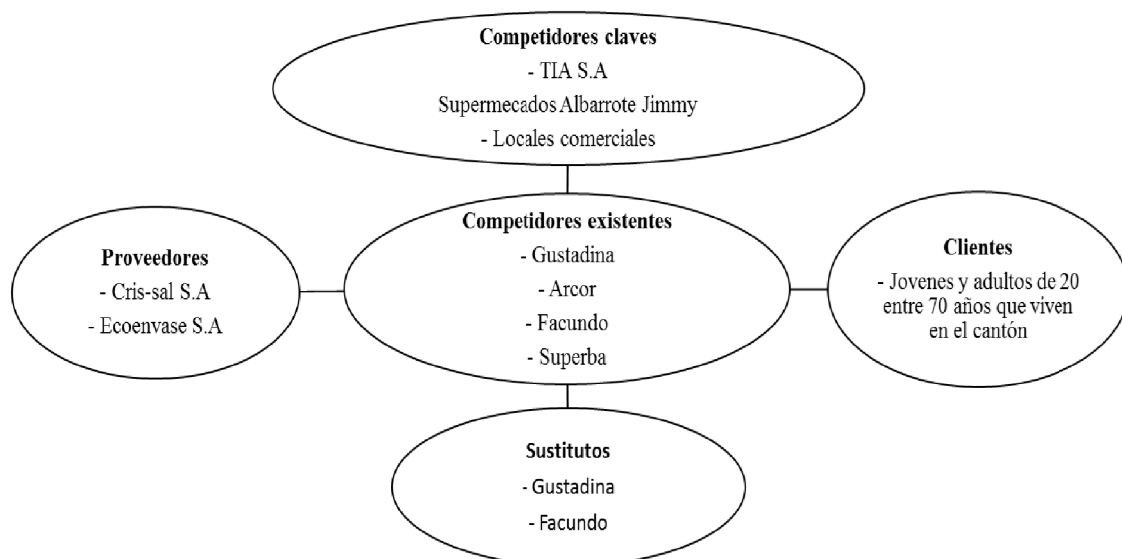 Competidores claves
- TIA S.A
Supermecados Albarrote Jimmy
- Locales comerciales
Proveedores
- Cris-sal S.A
- Ecoenvase S.A
Competidores existentes
- Gustadina
- Arcor
- Facundo
- Superba
Clientes
- Jovenes y adultos de 20
entre 70 años que viven
en el cantón
Sustitutos
- Gustadina
- Facundo